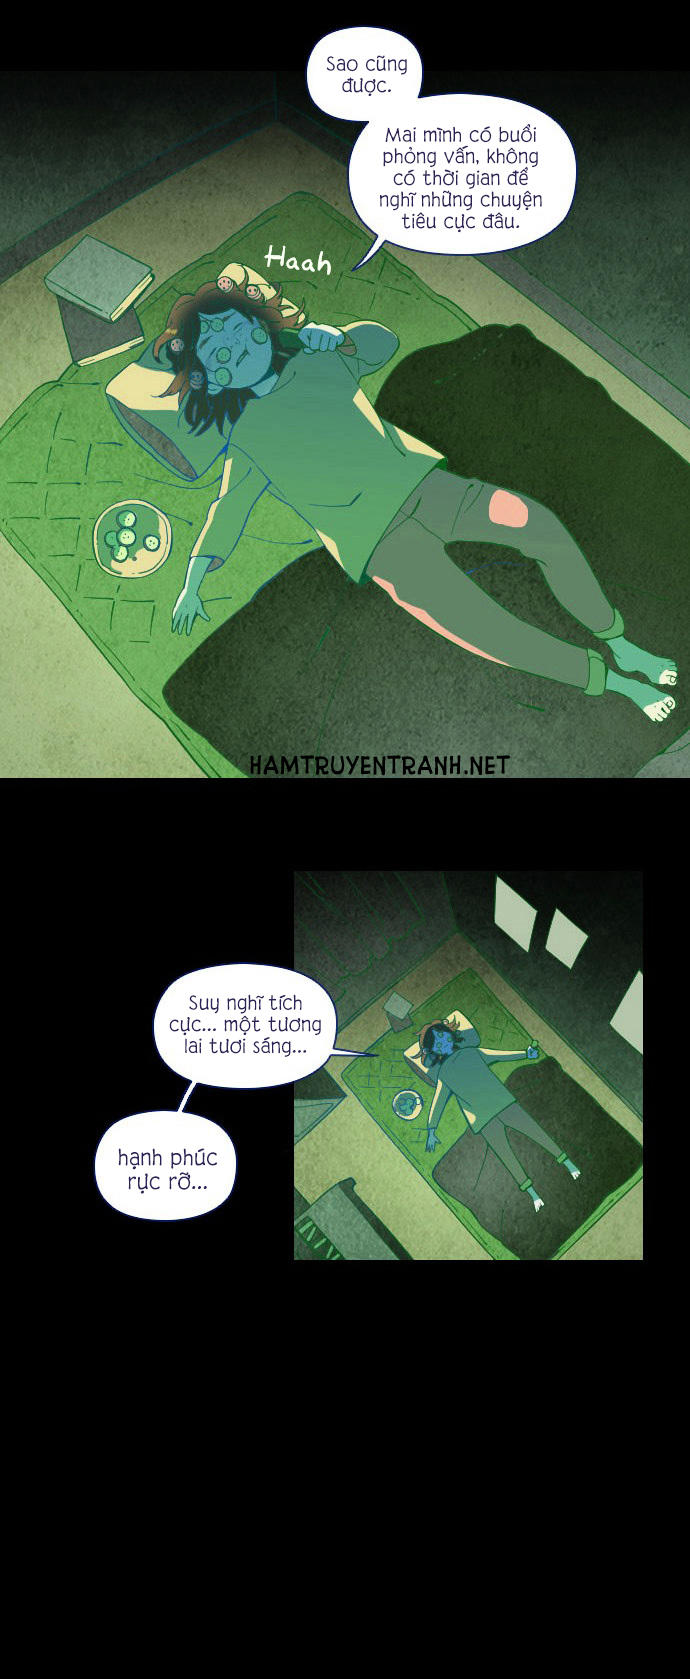 Sao cũng
được.
Mai mình có buổi
phỏng vấn, không
có thời gian để
nghĩ những chuyện
tiêu cực đâu.
Haah
HAMTRUYENTRANH.NET
Suy nghĩ tích
cực... một tương
lai tươi sáng...
hạnh phúc
rực rỡ...